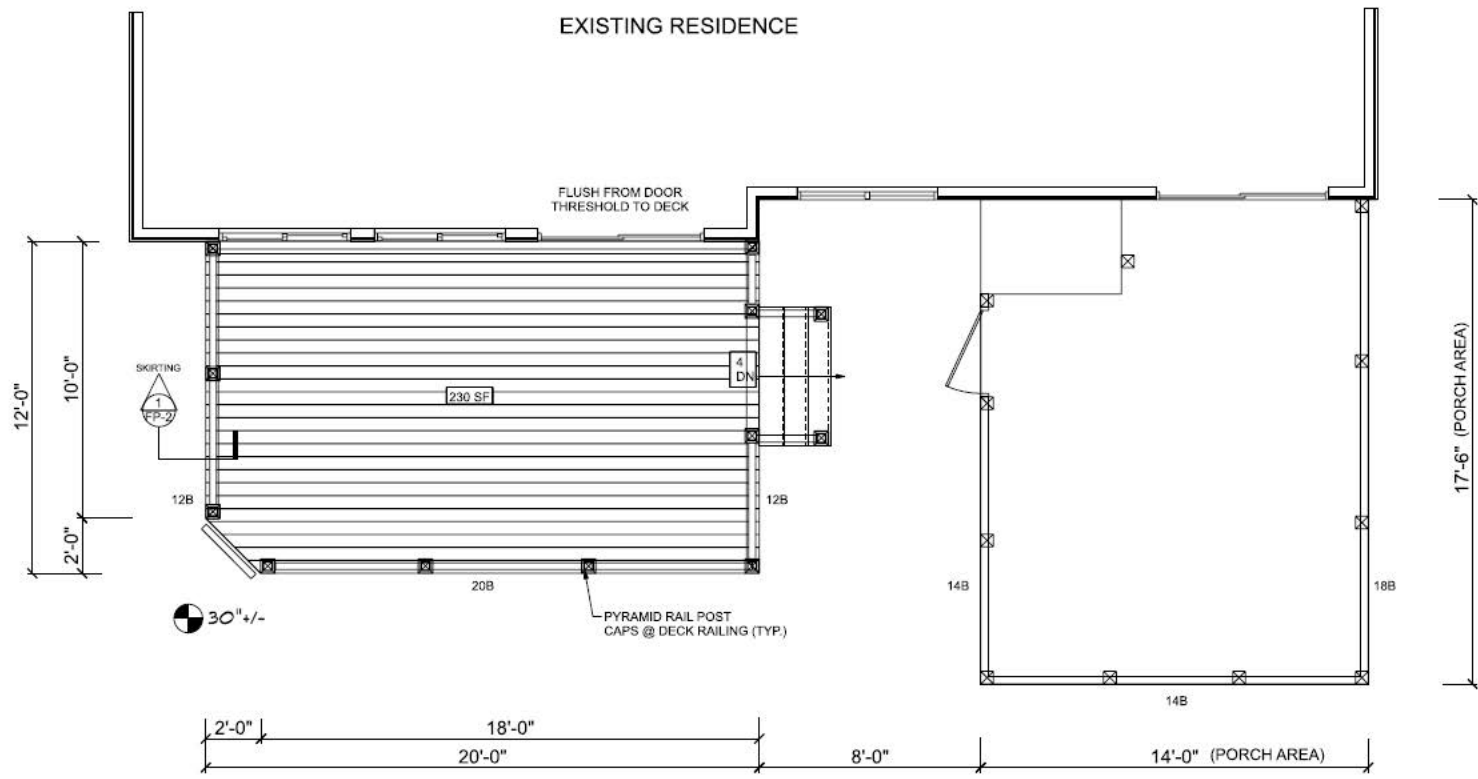 EXISTING RESIDENCE
FLUSH FROM DOOR
THRESHOLD TO DECK
12'-0"
10'-0"
2'-0"
SKIRTING
1
FP-2
230 SF
4
DN
12B
12B
20B
30"+/-
PYRAMID RAIL POST
CAPS @ DECK RAILING (TYP.)
14B
18B
14B
17'-6" (PORCH AREA)
2'-0"
18'-0"
20'-0"
8'-0"
14'-0" (PORCH AREA)